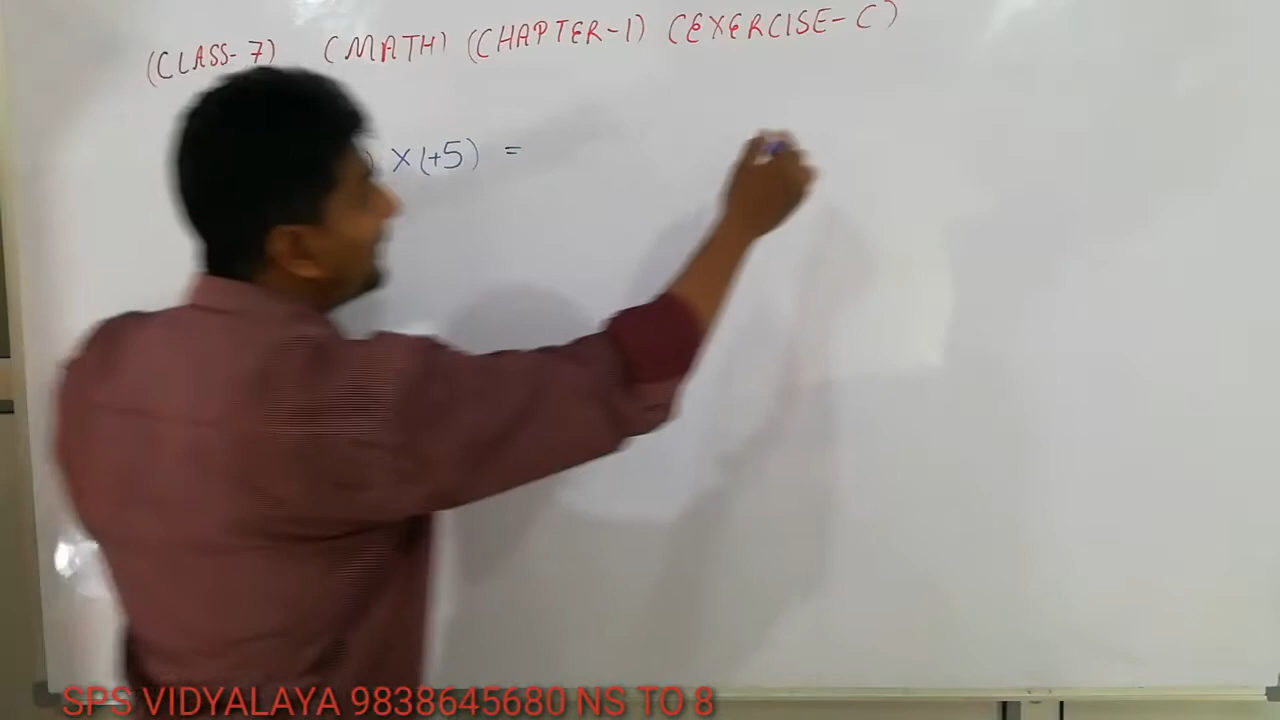 (CLASS-7) (MATH) (CHAPTER-1) (EXERCISE-C)
) ×(+5) =
SPS VIDYALAYA 9838645680 NS TO 8